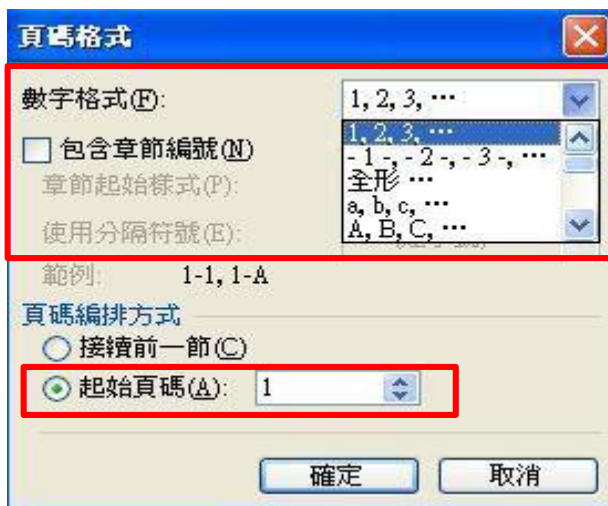 頁碼格式
數字格式(F):
1, 2, 3, …
1, 2, 3, …
- 1 -, - 2 -, - 3 -, …
全形 …
a, b, c, …
A, B, C, …
包含章節編號(N)
章節起始樣式(P):
使用分隔符號(E):
範例: 1-1, 1-A
頁碼編排方式
接續前一節(C)
起始頁碼(A): 1
確定 取消